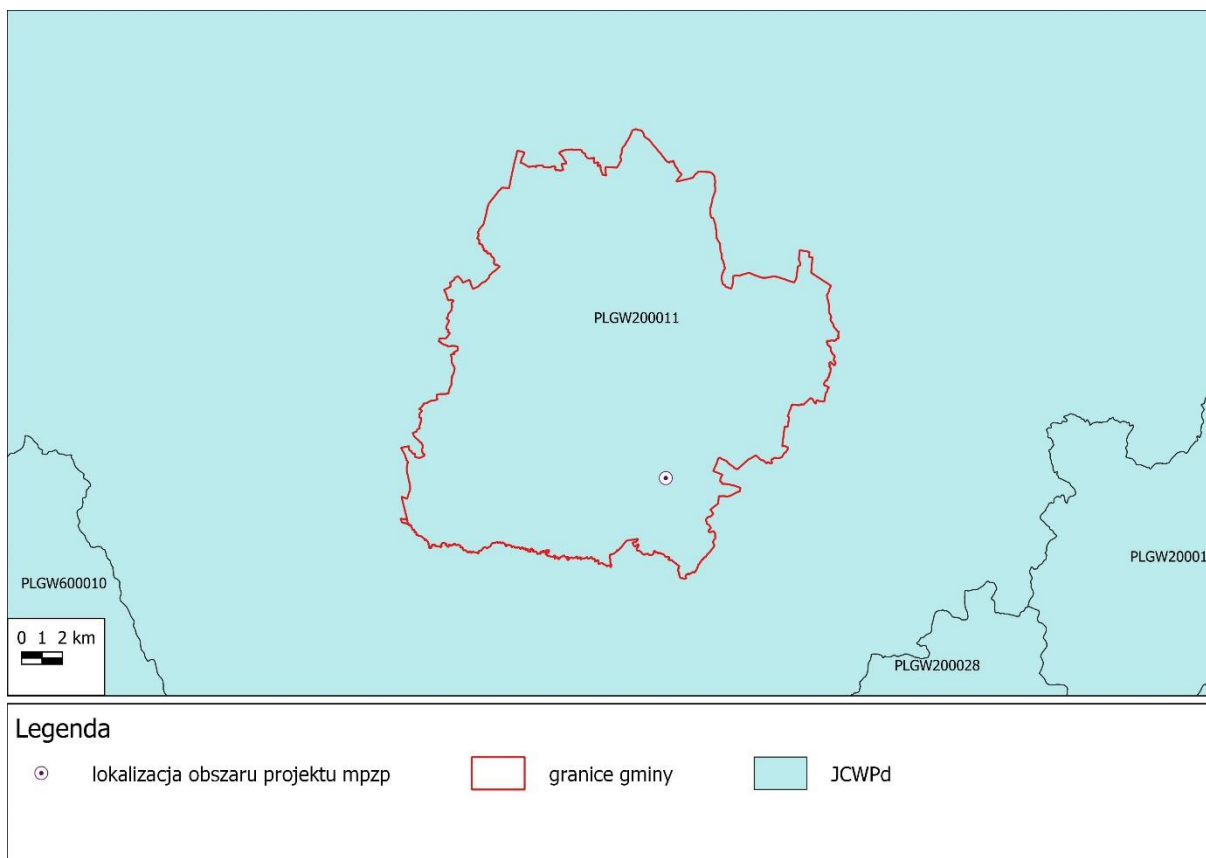 PLGW200011
PLGW600010
PLGW20001
PLGW200028
0 1 2 km
Legenda
lokalizacja obszaru projektu mpzp
granice gminy
JCWPd